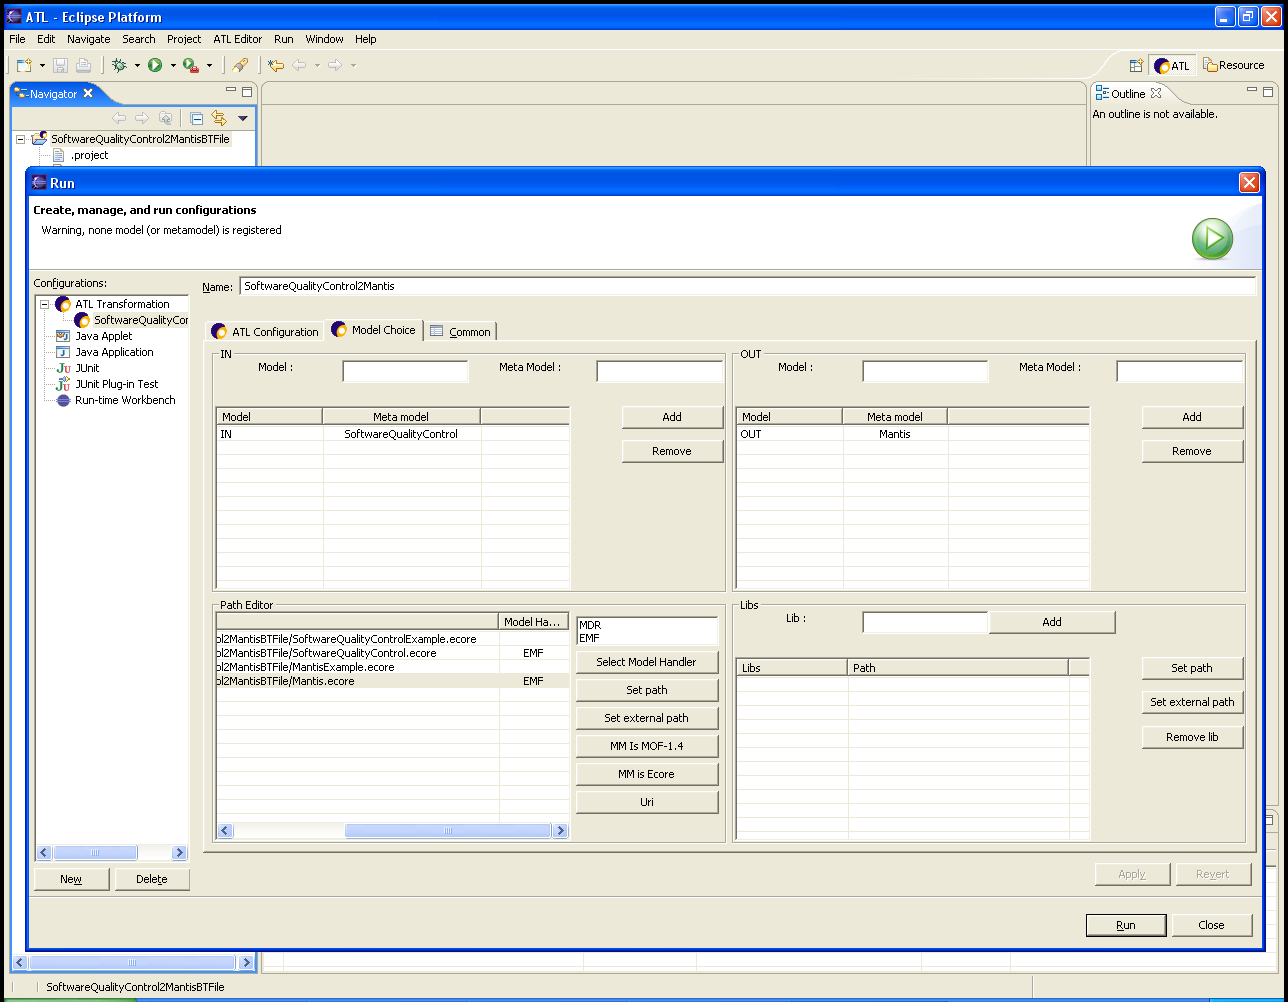 ATL - Eclipse Platform
File Edit Navigate Search Project ATL Editor Run Window Help
ATL Resource
Navigator
Outline
An outline is not available.
SoftwareQualityControl2MantisBTFile
.project
Run
Create, manage, and run configurations
Warning, none model (or metamodel) is registered
Configurations:
ATL Transformation
SoftwareQualityCor
Java Applet
Java Application
JUnit
JUnit Plug-in Test
Run-time Workbench
New Delete
Name: SoftwareQualityControl2Mantis
ATL Configuration Model Choice Common
IN
Model : Meta Model :
Model Meta model
IN SoftwareQualityControl
Add
Remove
OUT
Model : Meta Model :
Model Meta model
OUT Mantis
Add
Remove
Path Editor
Model Ha...
ol2MantisBTFile/SoftwareQualityControlExample.ecore
ol2MantisBTFile/SoftwareQualityControl.ecore EMF
ol2MantisBTFile/MantisExample.ecore
ol2MantisBTFile/Mantis.ecore EMF
MDR
EMF
Select Model Handler
Set path
Set external path
MM Is MOF-1.4
MM is Ecore
Uri
Libs
Lib : Add
Libs Path
Set path
Set external path
Remove lib
Apply Revert
Run Close
SoftwareQualityControl2MantisBTFile